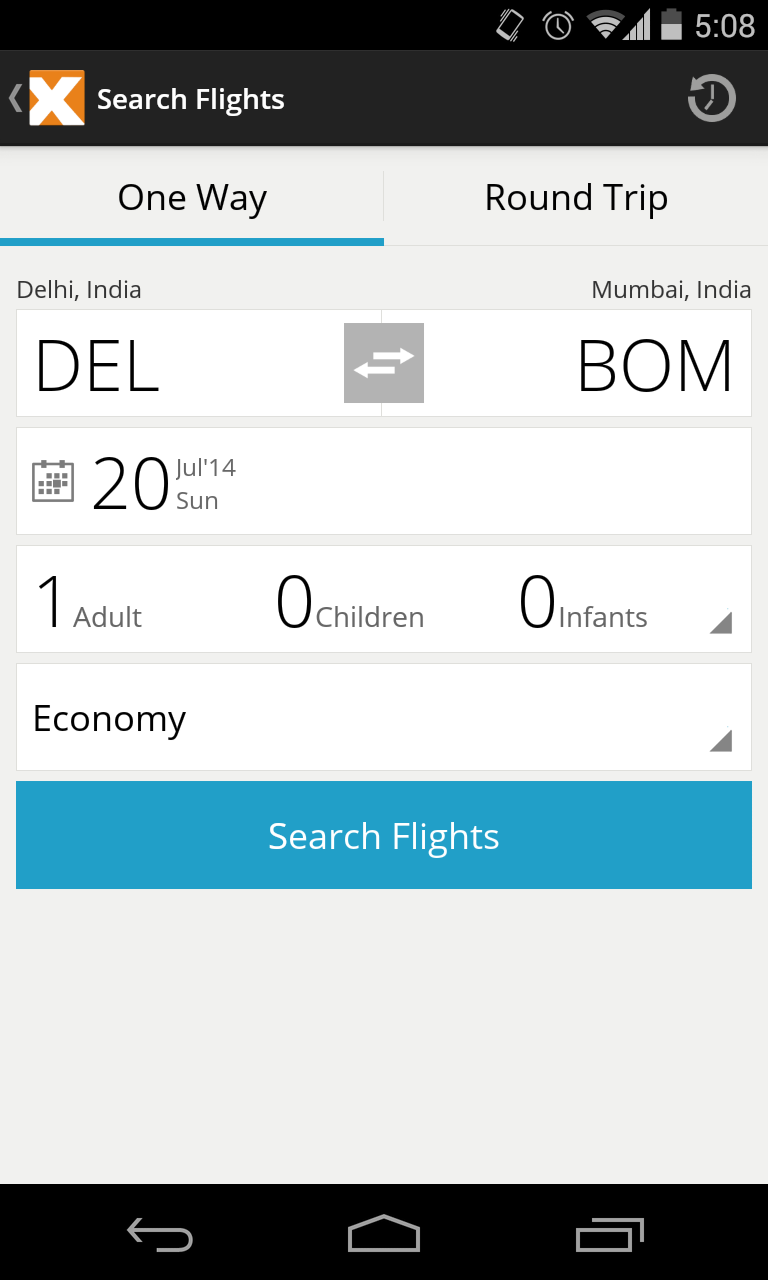 5:08
Search Flights
One Way Round Trip
Delhi, India Mumbai, India
DEL BOM
20 Jul'14
Sun
1 Adult 0 Children 0 Infants
Economy
Search Flights